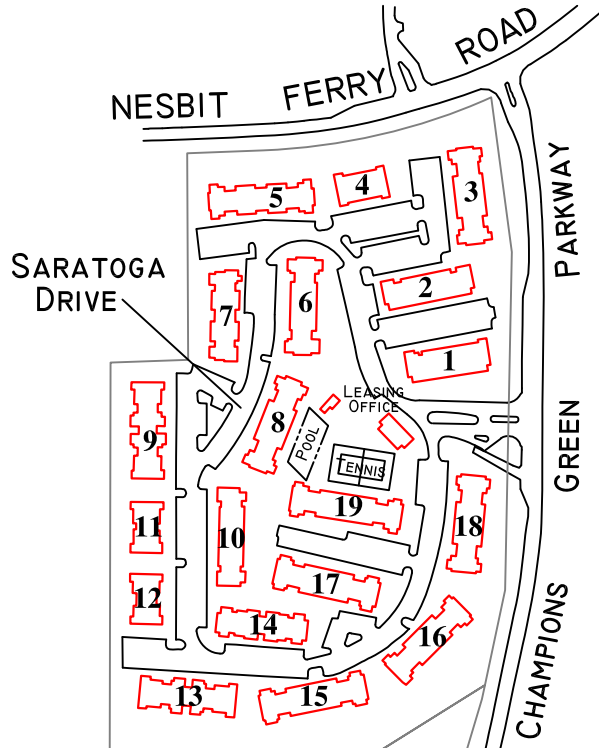 NESBIT FERRY ROAD
5
4
3
SARATOGA
DRIVE
7
6
2
1
PARKWAY
LEASING
OFFICE
8
POOL
TENNIS
9
GREEN
11
10
19
18
12
17
14
16
13
15
CHAMPIONS